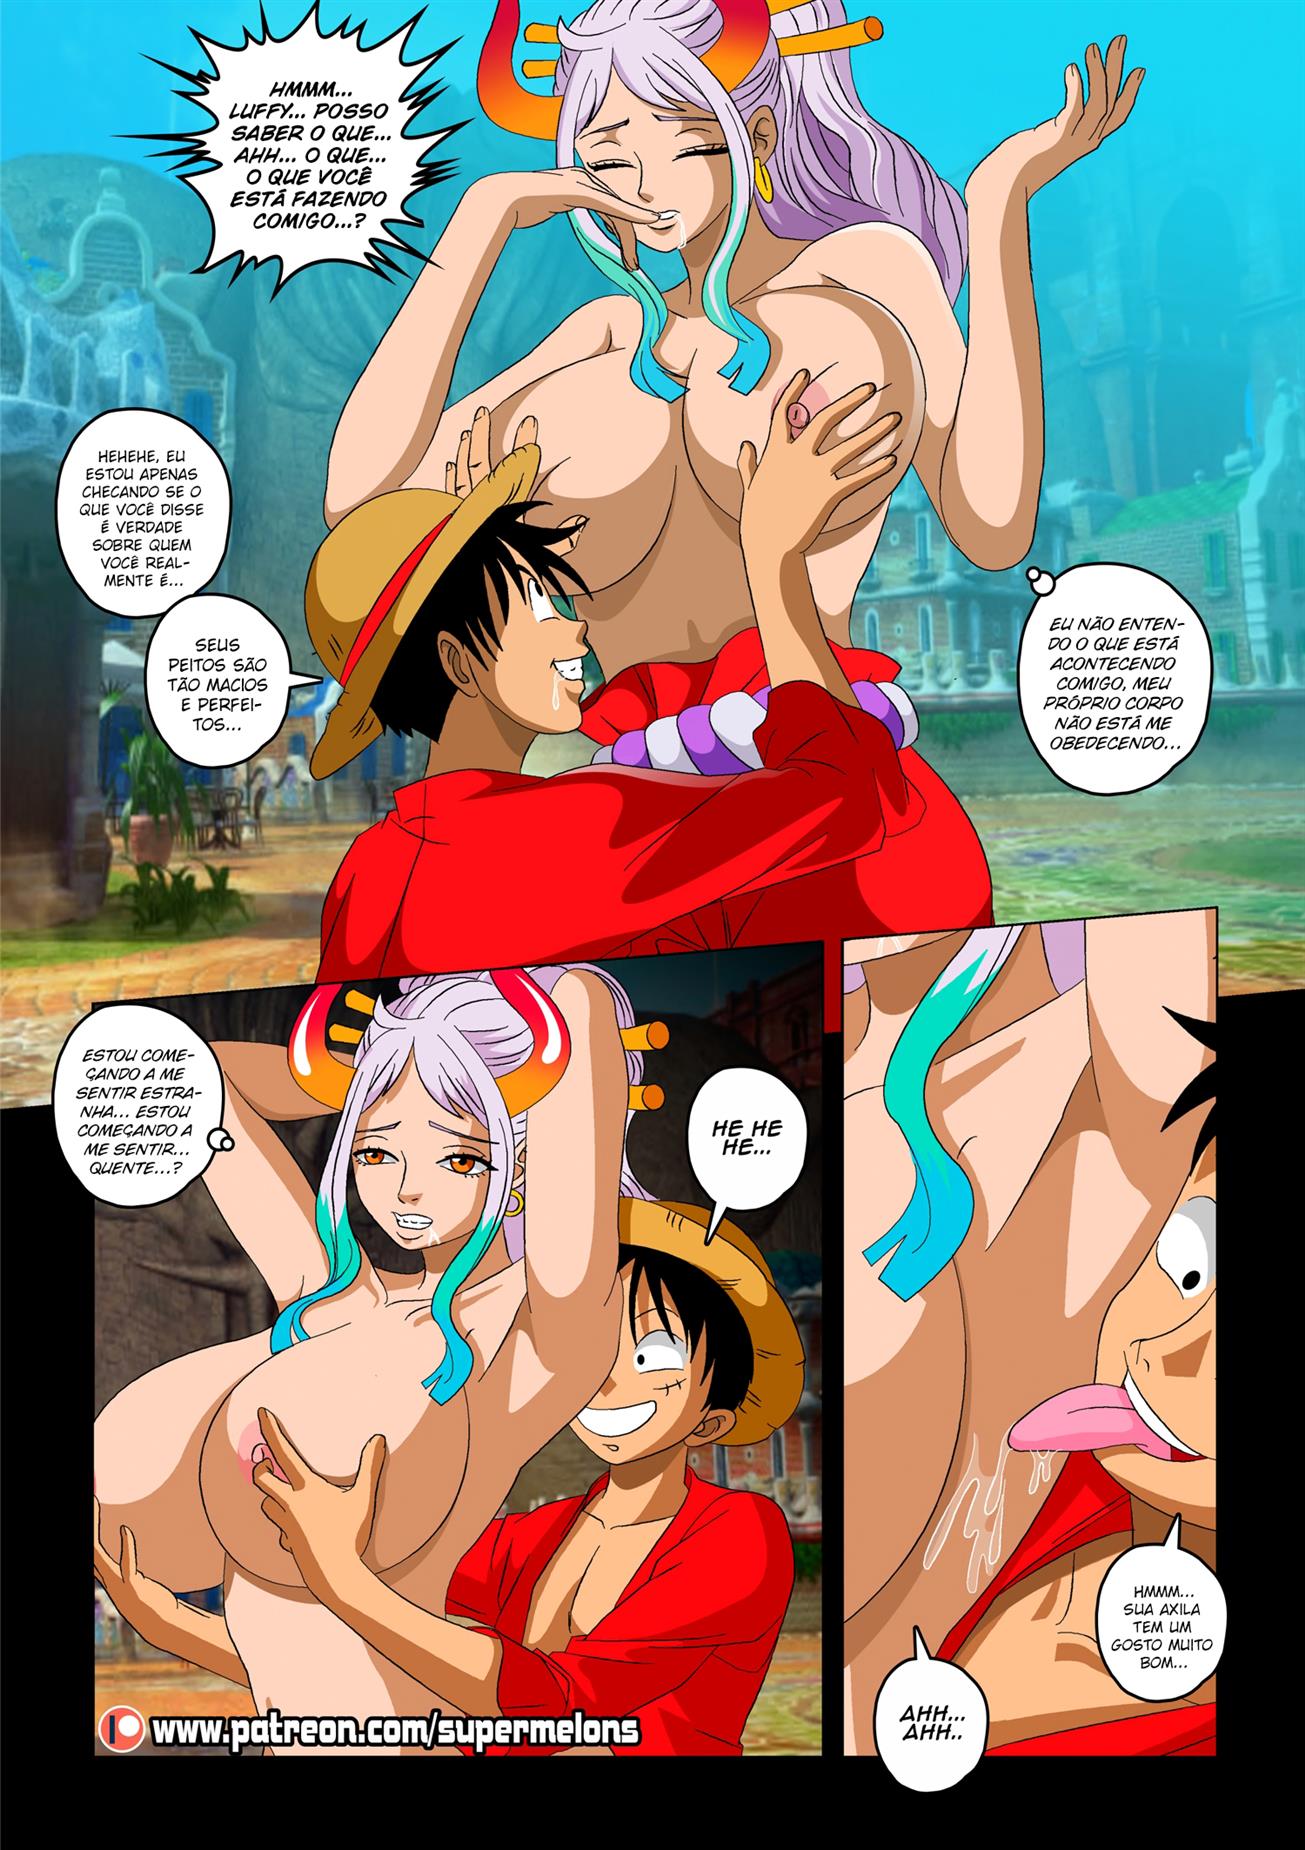 HMMM...
LUFFY... POSSO
SABER O QUE...
AHH... O QUE...
O QUE VOCÊ
ESTÁ FAZENDO
COMIGO...?
HEHEHE, EU
ESTOU APENAS
CHECANDO SE O
QUE VOCÊ DISSE
É VERDADE
SOBRE QUEM
VOCÊ REAL-
MENTE É...
SEUS
PEITOS SÃO
TÃO MACIOS
E PERFEI-
TOS...
EU NÃO ENTEN-
DO O QUE ESTÁ
ACONTECENDO
COMIGO, MEU
PRÓPRIO CORPO
NÃO ESTÁ ME
OBEDECENDO...
ESTOU COME-
ÇANDO A ME
SENTIR ESTRA-
NHA... ESTOU
COMEÇANDO A
ME SENTIR...
QUENTE...?
HE HE
HE...
HMMM...
SUA AXILA
TEM UM
GOSTO MUITO
BOM...
AHH...
AHH..
www.patreon.com/supermelons